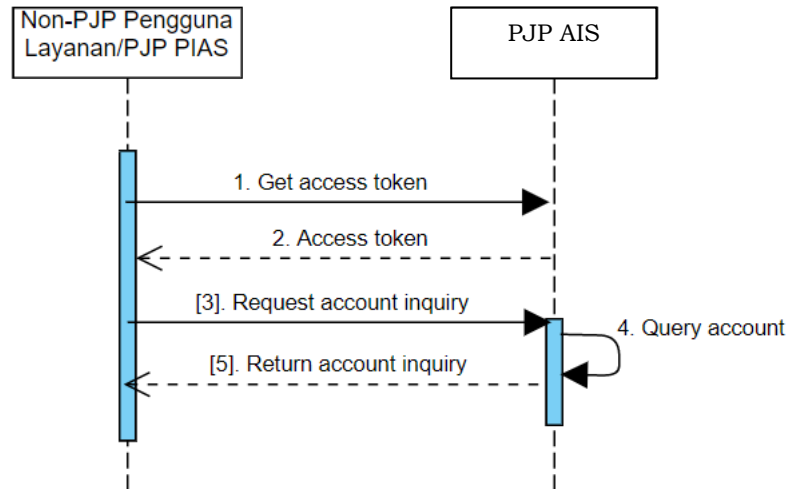 Non-PJP Pengguna
Layanan/PJP PIAS
PJP AIS
1. Get access token
2. Access token
[3]. Request account inquiry
4. Query account
[5]. Return account inquiry